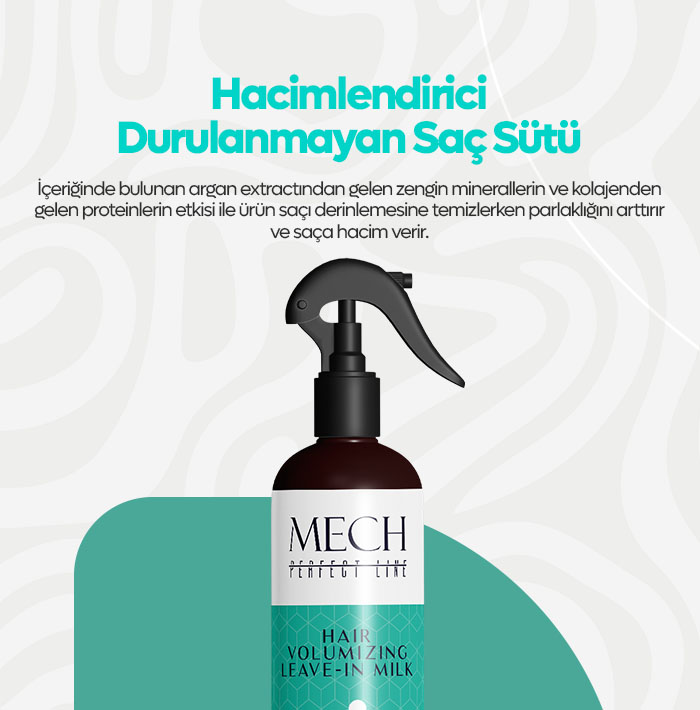 Hacimlendirici
Durulanmayan Saç Sütü
İçeriğinde bulunan argan extractından gelen zengin minerallerin ve kolajenden
gelen proteinlerin etkisi ile ürün saçı derinlemesine temizlerken parlaklığını arttırır
ve saça hacim verir.
MECH
PERFECT LINE
HAIR
VOLUMIZING
LEAVE-IN MILK